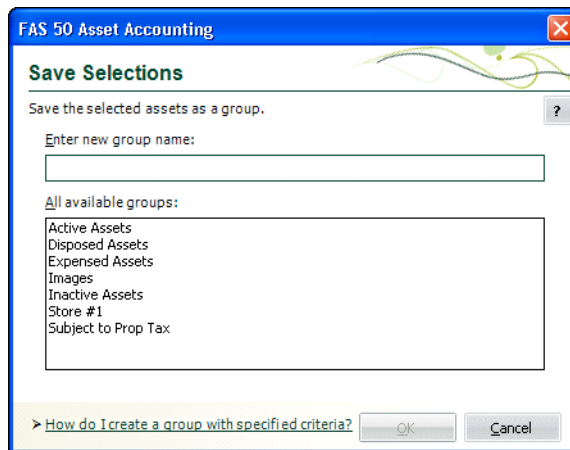 FAS 50 Asset Accounting
Save Selections
Save the selected assets as a group.
?
Enter new group name:
All available groups:
Active Assets
Disposed Assets
Expensed Assets
Images
Inactive Assets
Store #1
Subject to Prop Tax
➤ How do I create a group with specified criteria?
OK
Cancel